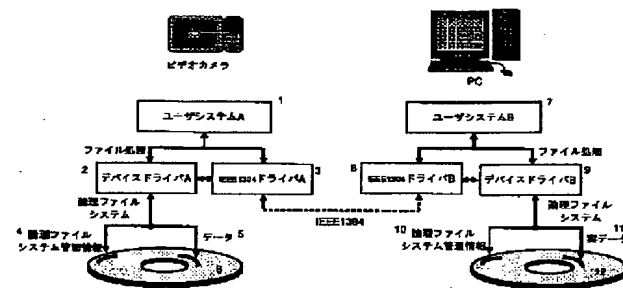 ビデオカメラ
PC
1
ユーザシステムA
7
ユーザシステムB
ファイル処理
ファイル処理
2
デバイスドライバA
IEEE1394ドライバA
3
8
IEEE1394ドライバB
デバイスドライバB
9
IEEE1394
論理ファイル
システム
論理ファイル
システム
4 論理ファイル
システム管理情報
データ 5
10 論理ファイル
システム管理情報
11
実データ
6
12